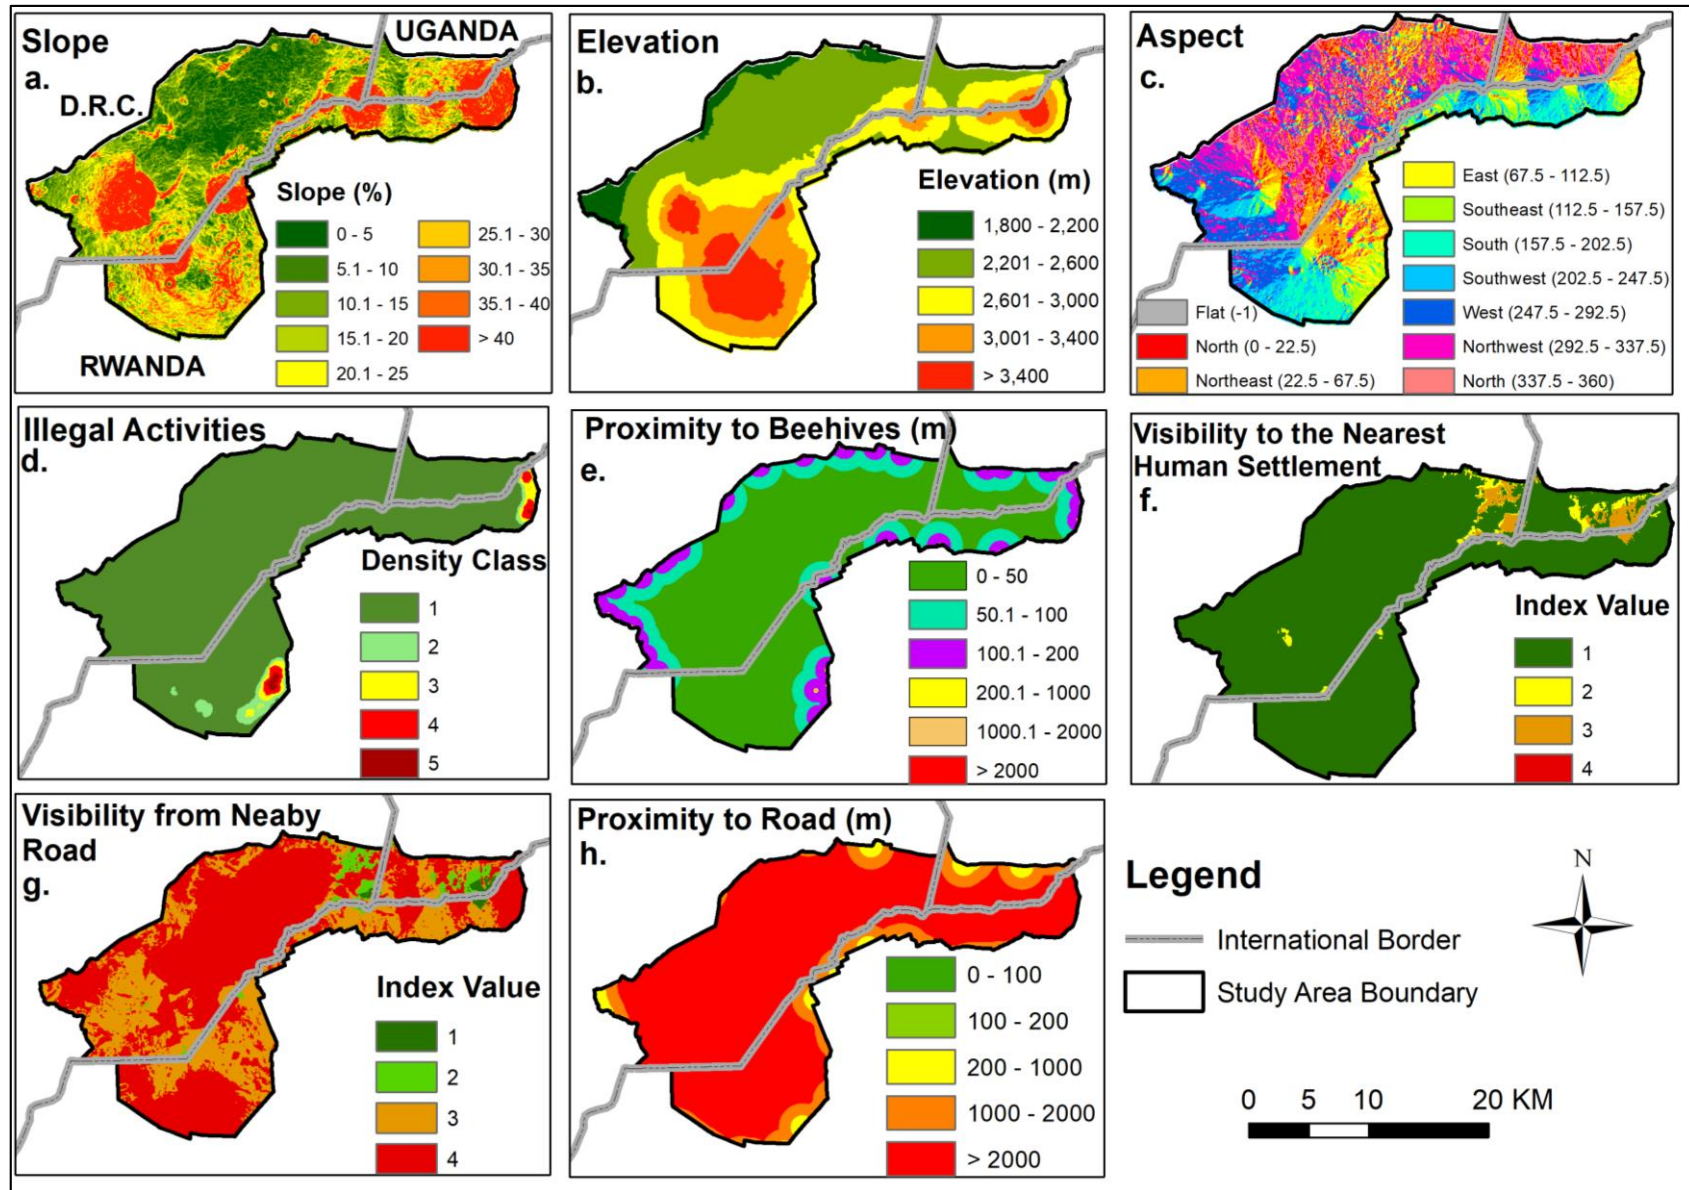 Slope
a.
UGANDA
D.R.C.
RWANDA
Slope (%)
0 - 5
5.1 - 10
10.1 - 15
15.1 - 20
20.1 - 25
25.1 - 30
30.1 - 35
35.1 - 40
> 40
Elevation
b.
Elevation (m)
1,800 - 2,200
2,201 - 2,600
2,601 - 3,000
3,001 - 3,400
> 3,400
Aspect
c.
Flat (-1)
North (0 - 22.5)
Northeast (22.5 - 67.5)
East (67.5 - 112.5)
Southeast (112.5 - 157.5)
South (157.5 - 202.5)
Southwest (202.5 - 247.5)
West (247.5 - 292.5)
Northwest (292.5 - 337.5)
North (337.5 - 360)
Illegal Activities
d.
Density Class
1
2
3
4
5
Proximity to Beehives (m)
e.
0 - 50
50.1 - 100
100.1 - 200
200.1 - 1000
1000.1 - 2000
> 2000
Visibility to the Nearest
Human Settlement
f.
Index Value
1
2
3
4
Visibility from Neaby
Road
g.
Index Value
1
2
3
4
Proximity to Road (m)
h.
0 - 100
100 - 200
200 - 1000
1000 - 2000
> 2000
Legend
International Border
Study Area Boundary
N
0 5 10 20 KM